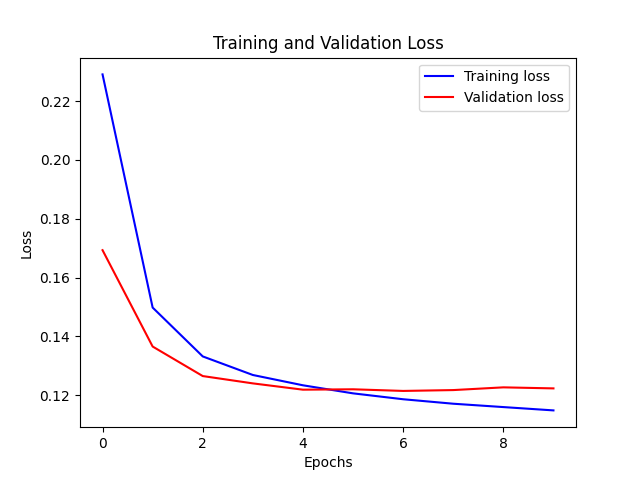 Training and Validation Loss
Training loss
Validation loss
0.22
0.20
0.18
0.16
0.14
0.12
Loss
0 2 4 6 8
Epochs